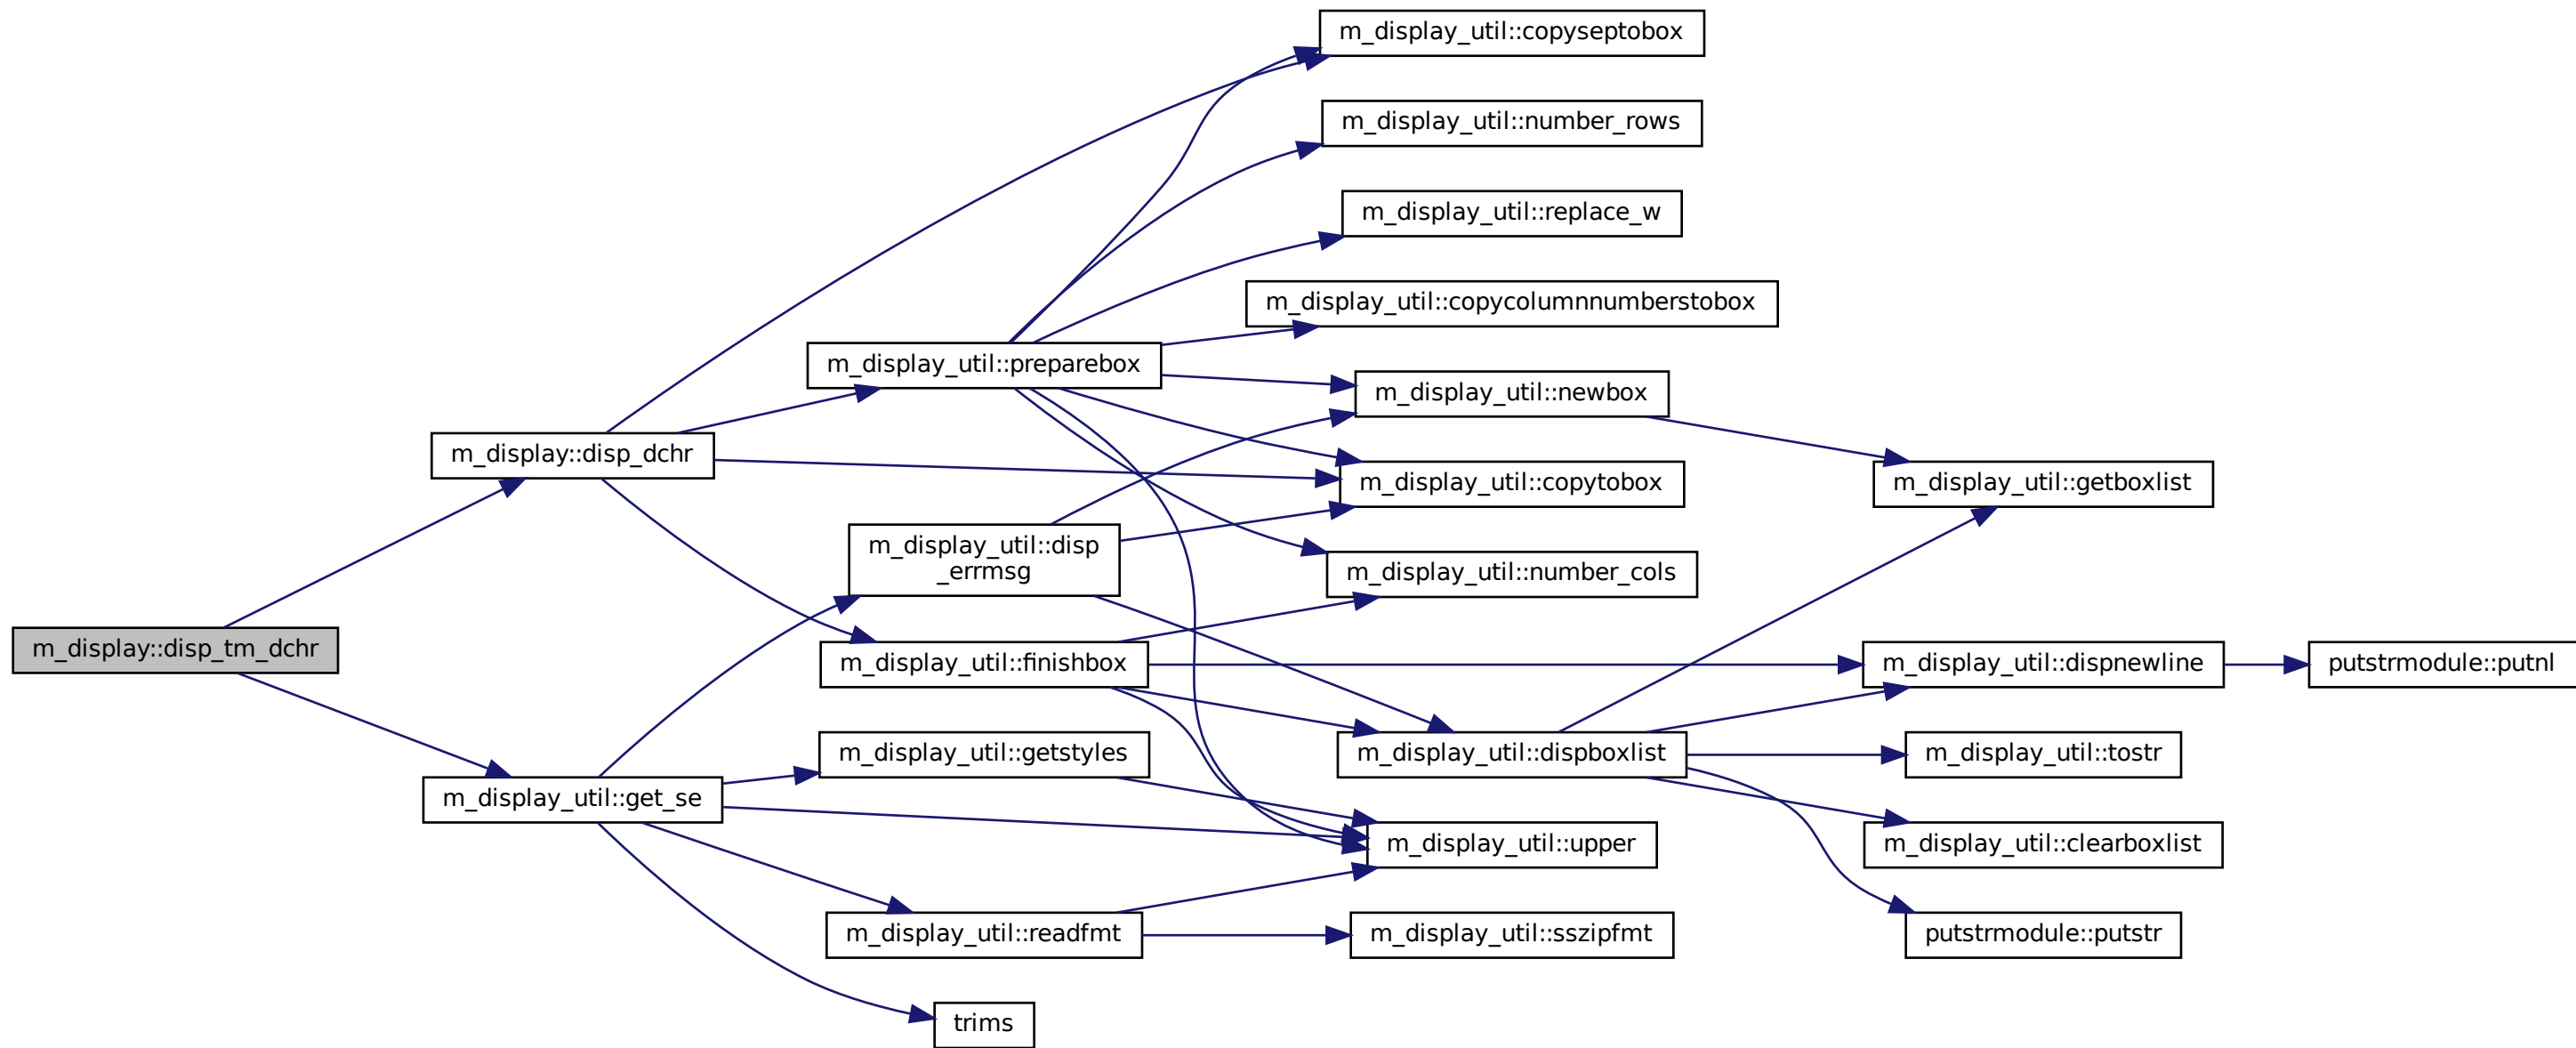 m_display_util::copyseptobox
m_display_util::number_rows
m_display_util::replace_w
m_display_util::copycolumnnumberstobox
m_display_util::preparebox
m_display_util::newbox
m_display::disp_dchr
m_display_util::copytobox
m_display_util::getboxlist
m_display_util::disp
_errmsg
m_display_util::number_cols
m_display::disp_tm_dchr
m_display_util::finishbox
m_display_util::dispnewline
putstrmodule::putnl
m_display_util::getstyles
m_display_util::dispboxlist
m_display_util::tostr
m_display_util::get_se
m_display_util::upper
m_display_util::clearboxlist
m_display_util::readfmt
m_display_util::sszipfmt
putstrmodule::putstr
trims